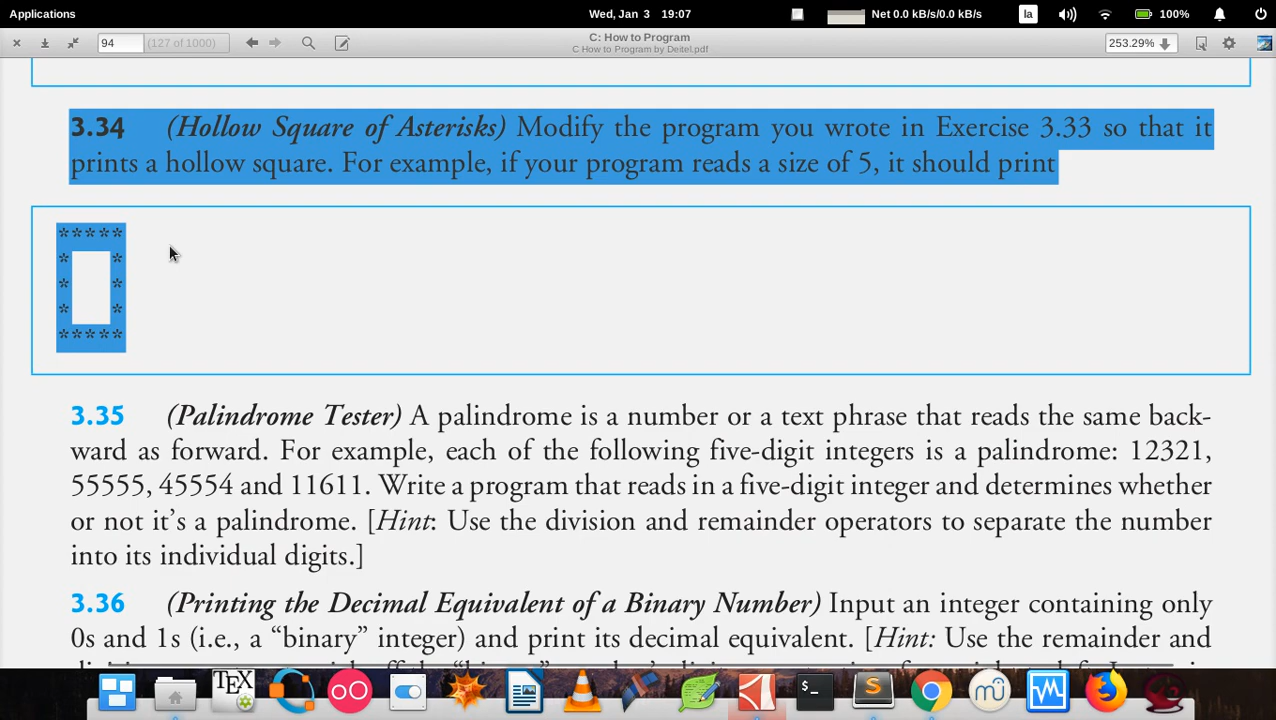 Applications
Wed, Jan 3 19:07
Net 0.0 kB/s/0.0 kB/s
la
100%
94
(127 of 1000)
C: How to Program
C How to Program by Deitel.pdf
253.29%
3.34 (Hollow Square of Asterisks) Modify the program you wrote in Exercise 3.33 so that it
prints a hollow square. For example, if your program reads a size of 5, it should print
*****
* *
* *
* *
*****
3.35 (Palindrome Tester) A palindrome is a number or a text phrase that reads the same back-
ward as forward. For example, each of the following five-digit integers is a palindrome: 12321,
55555, 45554 and 11611. Write a program that reads in a five-digit integer and determines whether
or not it's a palindrome. [Hint: Use the division and remainder operators to separate the number
into its individual digits.]
3.36 (Printing the Decimal Equivalent of a Binary Number) Input an integer containing only
0s and 1s (i.e., a “binary” integer) and print its decimal equivalent. [Hint: Use the remainder and
TEX
S
mu